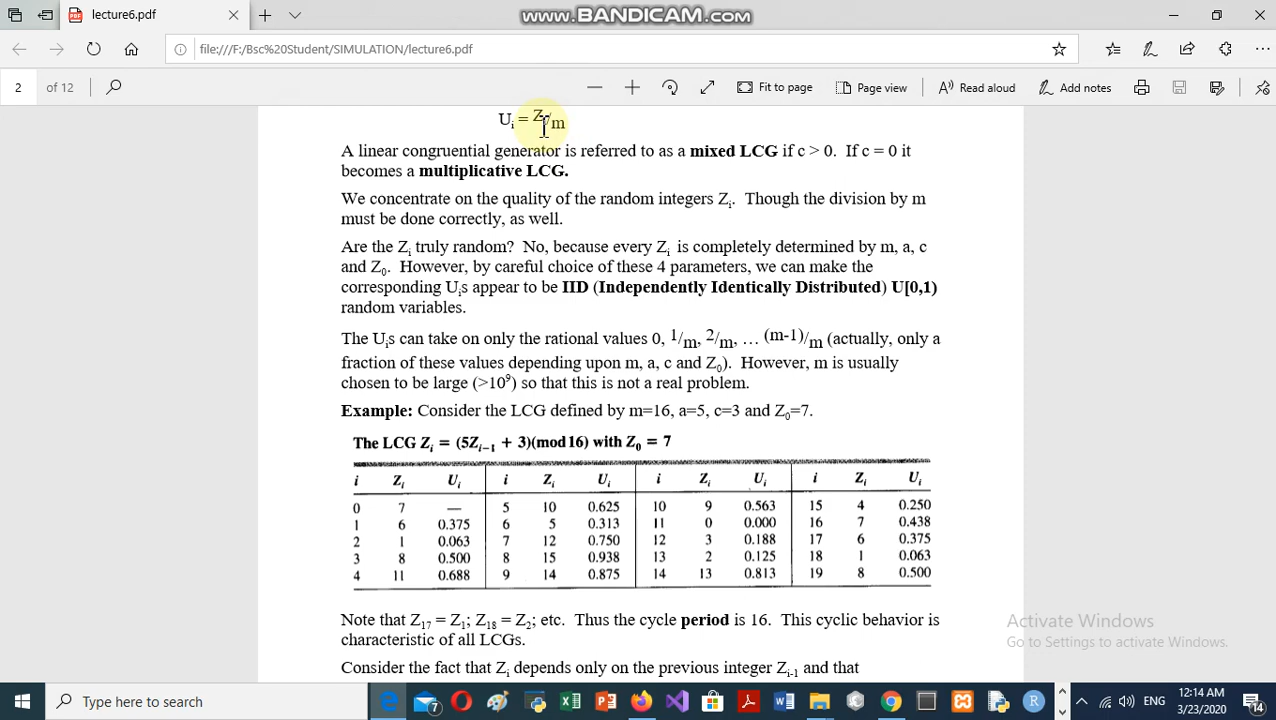 lecture6.pdf
www.BANDICAM.com
file:///F:/Bsc%20Student/SIMULATION/lecture6.pdf
2 of 12
Fit to page
Page view
Read aloud
Add notes
Ui = Zi/m
A linear congruential generator is referred to as a mixed LCG if c > 0. If c = 0 it
becomes a multiplicative LCG.
We concentrate on the quality of the random integers Zi. Though the division by m
must be done correctly, as well.
Are the Zi truly random? No, because every Zi is completely determined by m, a, c
and Z0. However, by careful choice of these 4 parameters, we can make the
corresponding Uis appear to be IID (Independently Identically Distributed) U[0,1)
random variables.
The Uis can take on only the rational values 0, 1/m, 2/m, … (m-1)/m (actually, only a
fraction of these values depending upon m, a, c and Z0). However, m is usually
chosen to be large (>10⁹) so that this is not a real problem.
Example: Consider the LCG defined by m=16, a=5, c=3 and Z0=7.
The LCG Zi = (5Zi–1 + 3)(mod 16) with Z0 = 7
i Zi Ui i Zi Ui i Zi Ui i Zi Ui
0 7 — 5 10 0.625 10 9 0.563 15 4 0.250
1 6 0.375 6 5 0.313 11 0 0.000 16 7 0.438
2 1 0.063 7 12 0.750 12 3 0.188 17 6 0.375
3 8 0.500 8 15 0.938 13 2 0.125 18 1 0.063
4 11 0.688 9 14 0.875 14 13 0.813 19 8 0.500
Note that Z17 = Z1; Z18 = Z2; etc. Thus the cycle period is 16. This cyclic behavior is
characteristic of all LCGs.
Consider the fact that Zi depends only on the previous integer Zi-1 and that
Activate Windows
Go to Settings to activate Windows.
Type here to search
7
ENG
12:14 AM
3/23/2020